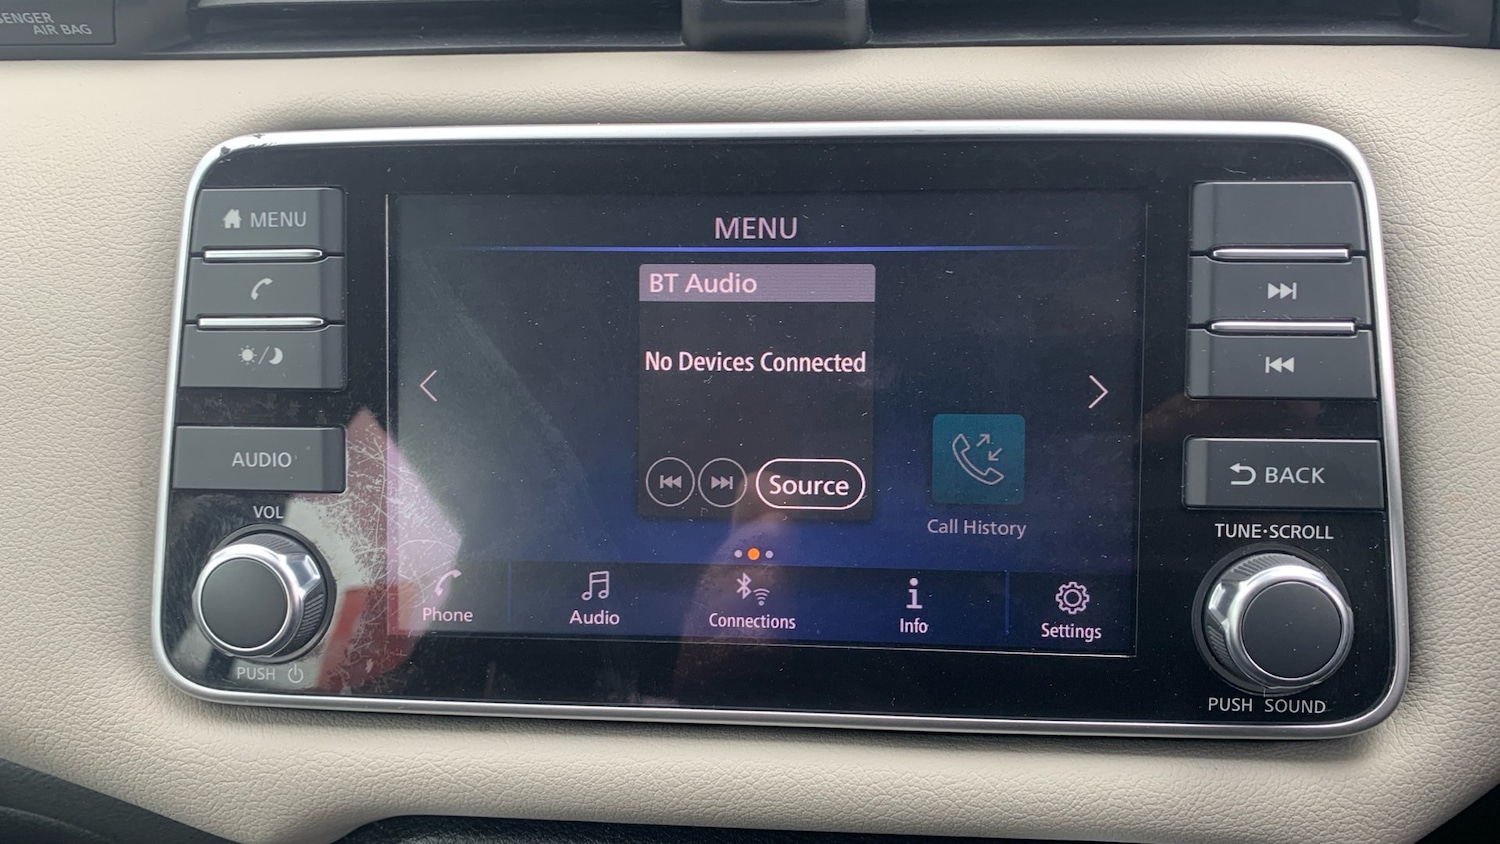 SENGER
AIR BAG
MENU
MENU
BT Audio
No Devices Connected
Source
Call History
AUDIO
BACK
VOL
TUNE·SCROLL
Phone
Audio
Connections
Info
Settings
PUSH
PUSH SOUND